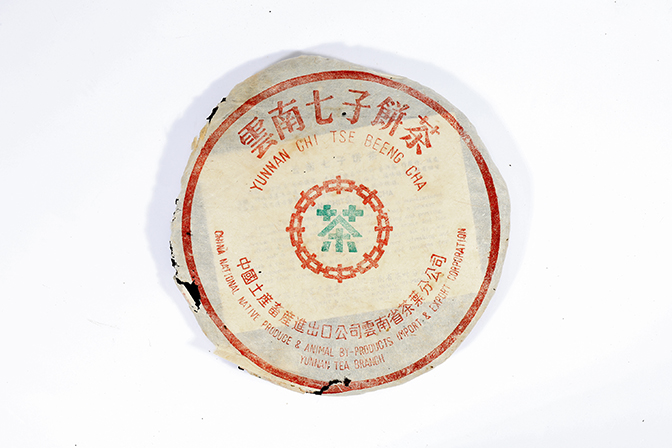 雲南七子餅茶
YUNNAN CHI TSE BEENG CHA
茶
中國土產畜產進出口公司雲南省茶葉分公司
CHINA NATIONAL NATIVE PRODUCE & ANIMAL BY-PRODUCTS IMPORT & EXPORT CORPORATION
YUNNAN TEA BRANCH